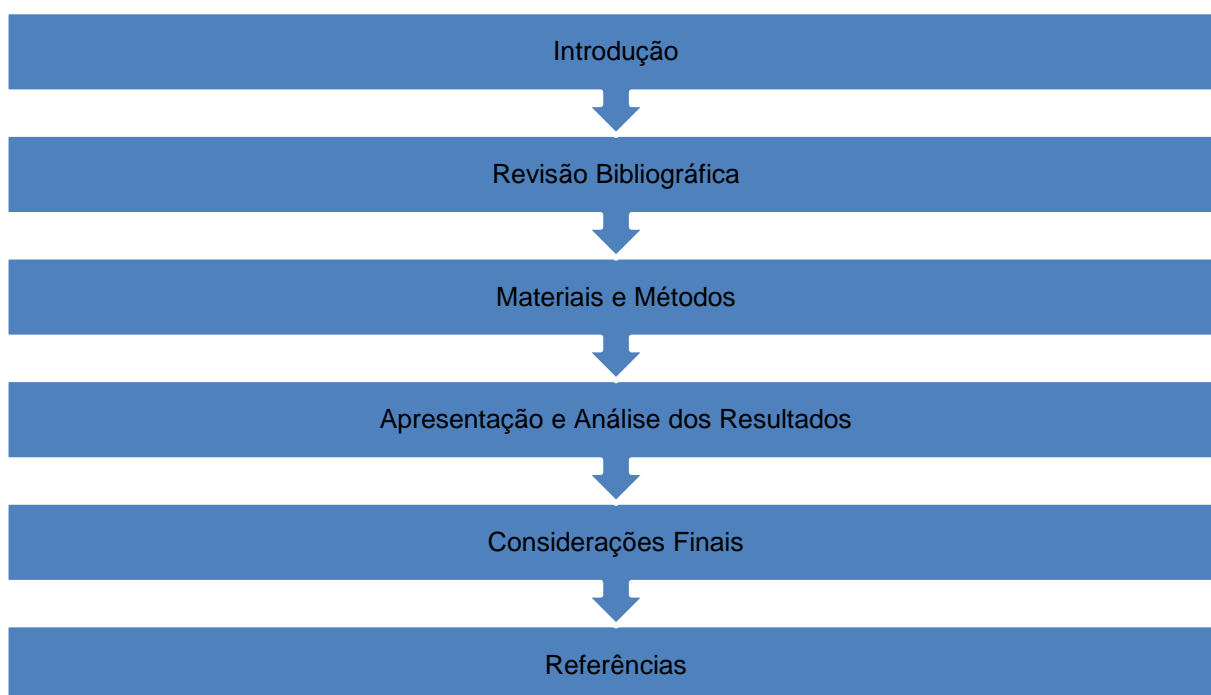 Introdução
Revisão Bibliográfica
Materiais e Métodos
Apresentação e Análise dos Resultados
Considerações Finais
Referências